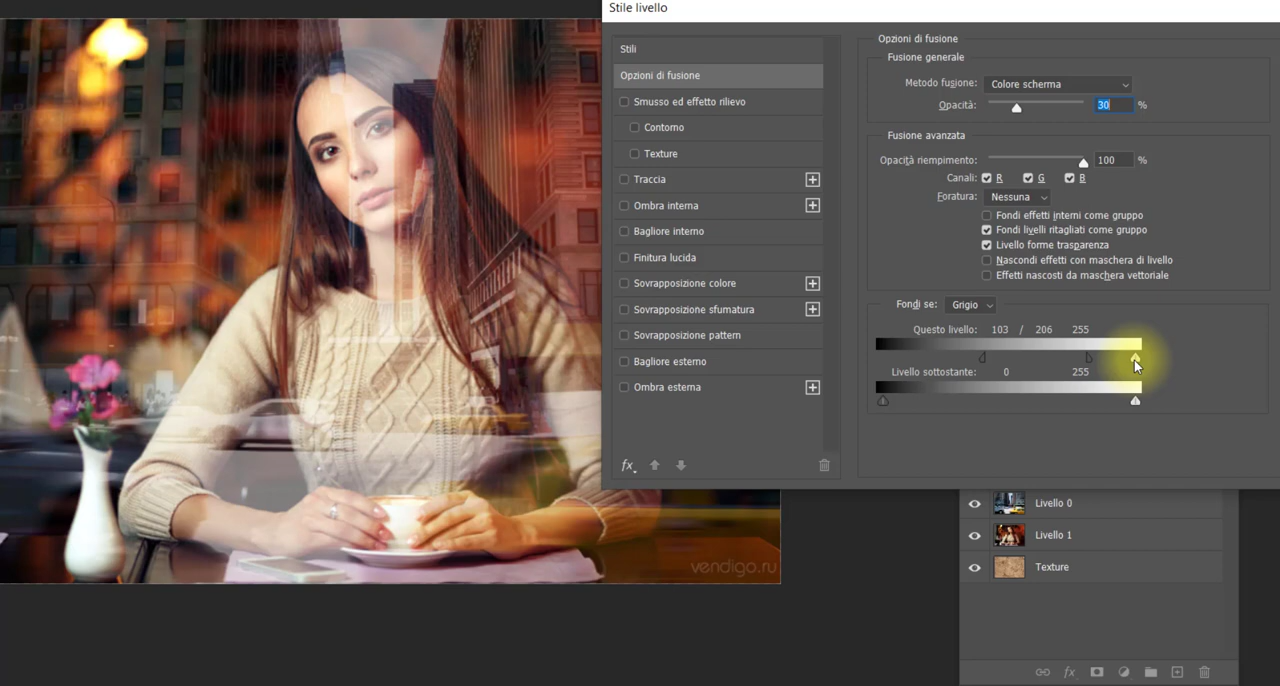 Stile livello
Stili
Opzioni di fusione
Smusso ed effetto rilievo
Contorno
Texture
Traccia
Ombra interna
Bagliore interno
Finitura lucida
Sovrapposizione colore
Sovrapposizione sfumatura
Sovrapposizione pattern
Bagliore esterno
Ombra esterna
fx
Opzioni di fusione
Fusione generale
Metodo fusione: Colore scherma
Opacità: 30 %
Fusione avanzata
Opacità riempimento: 100 %
Canali: R G B
Foratura: Nessuna
Fondi effetti interni come gruppo
Fondi livelli ritagliati come gruppo
Livello forme trasparenza
Nascondi effetti con maschera di livello
Effetti nascosti da maschera vettoriale
Fondi se: Grigio
Questo livello: 103 / 206 255
Livello sottostante: 0 255
Livello 0
Livello 1
Texture
fx
vendigo.ru